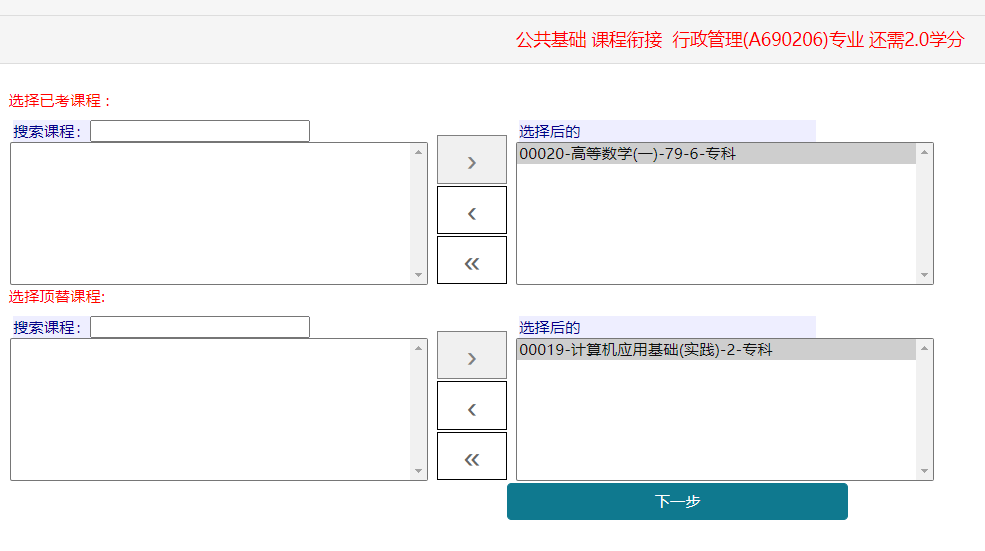 公共基础 课程衔接 行政管理(A690206)专业 还需2.0学分
选择已考课程 :
搜索课程:
选择后的
00020-高等数学(一)-79-6-专科
›
‹
«
选择顶替课程:
搜索课程:
选择后的
00019-计算机应用基础(实践)-2-专科
›
‹
«
下一步